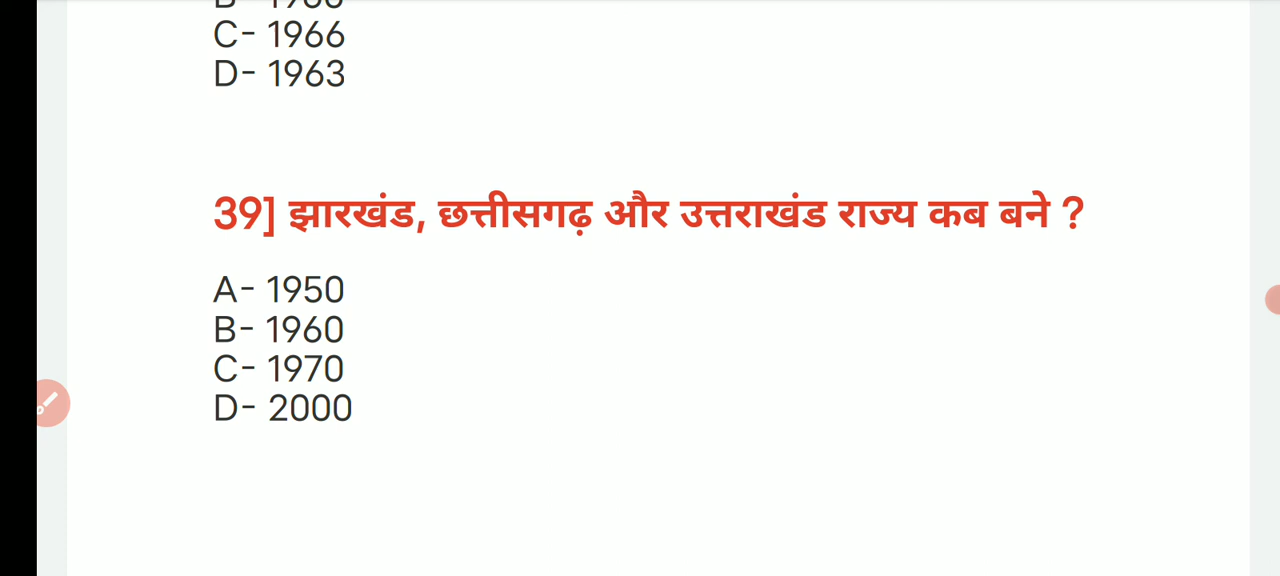 C- 1966
D- 1963
39] झारखंड, छत्तीसगढ़ और उत्तराखंड राज्य कब बने ?
A- 1950
B- 1960
C- 1970
D- 2000